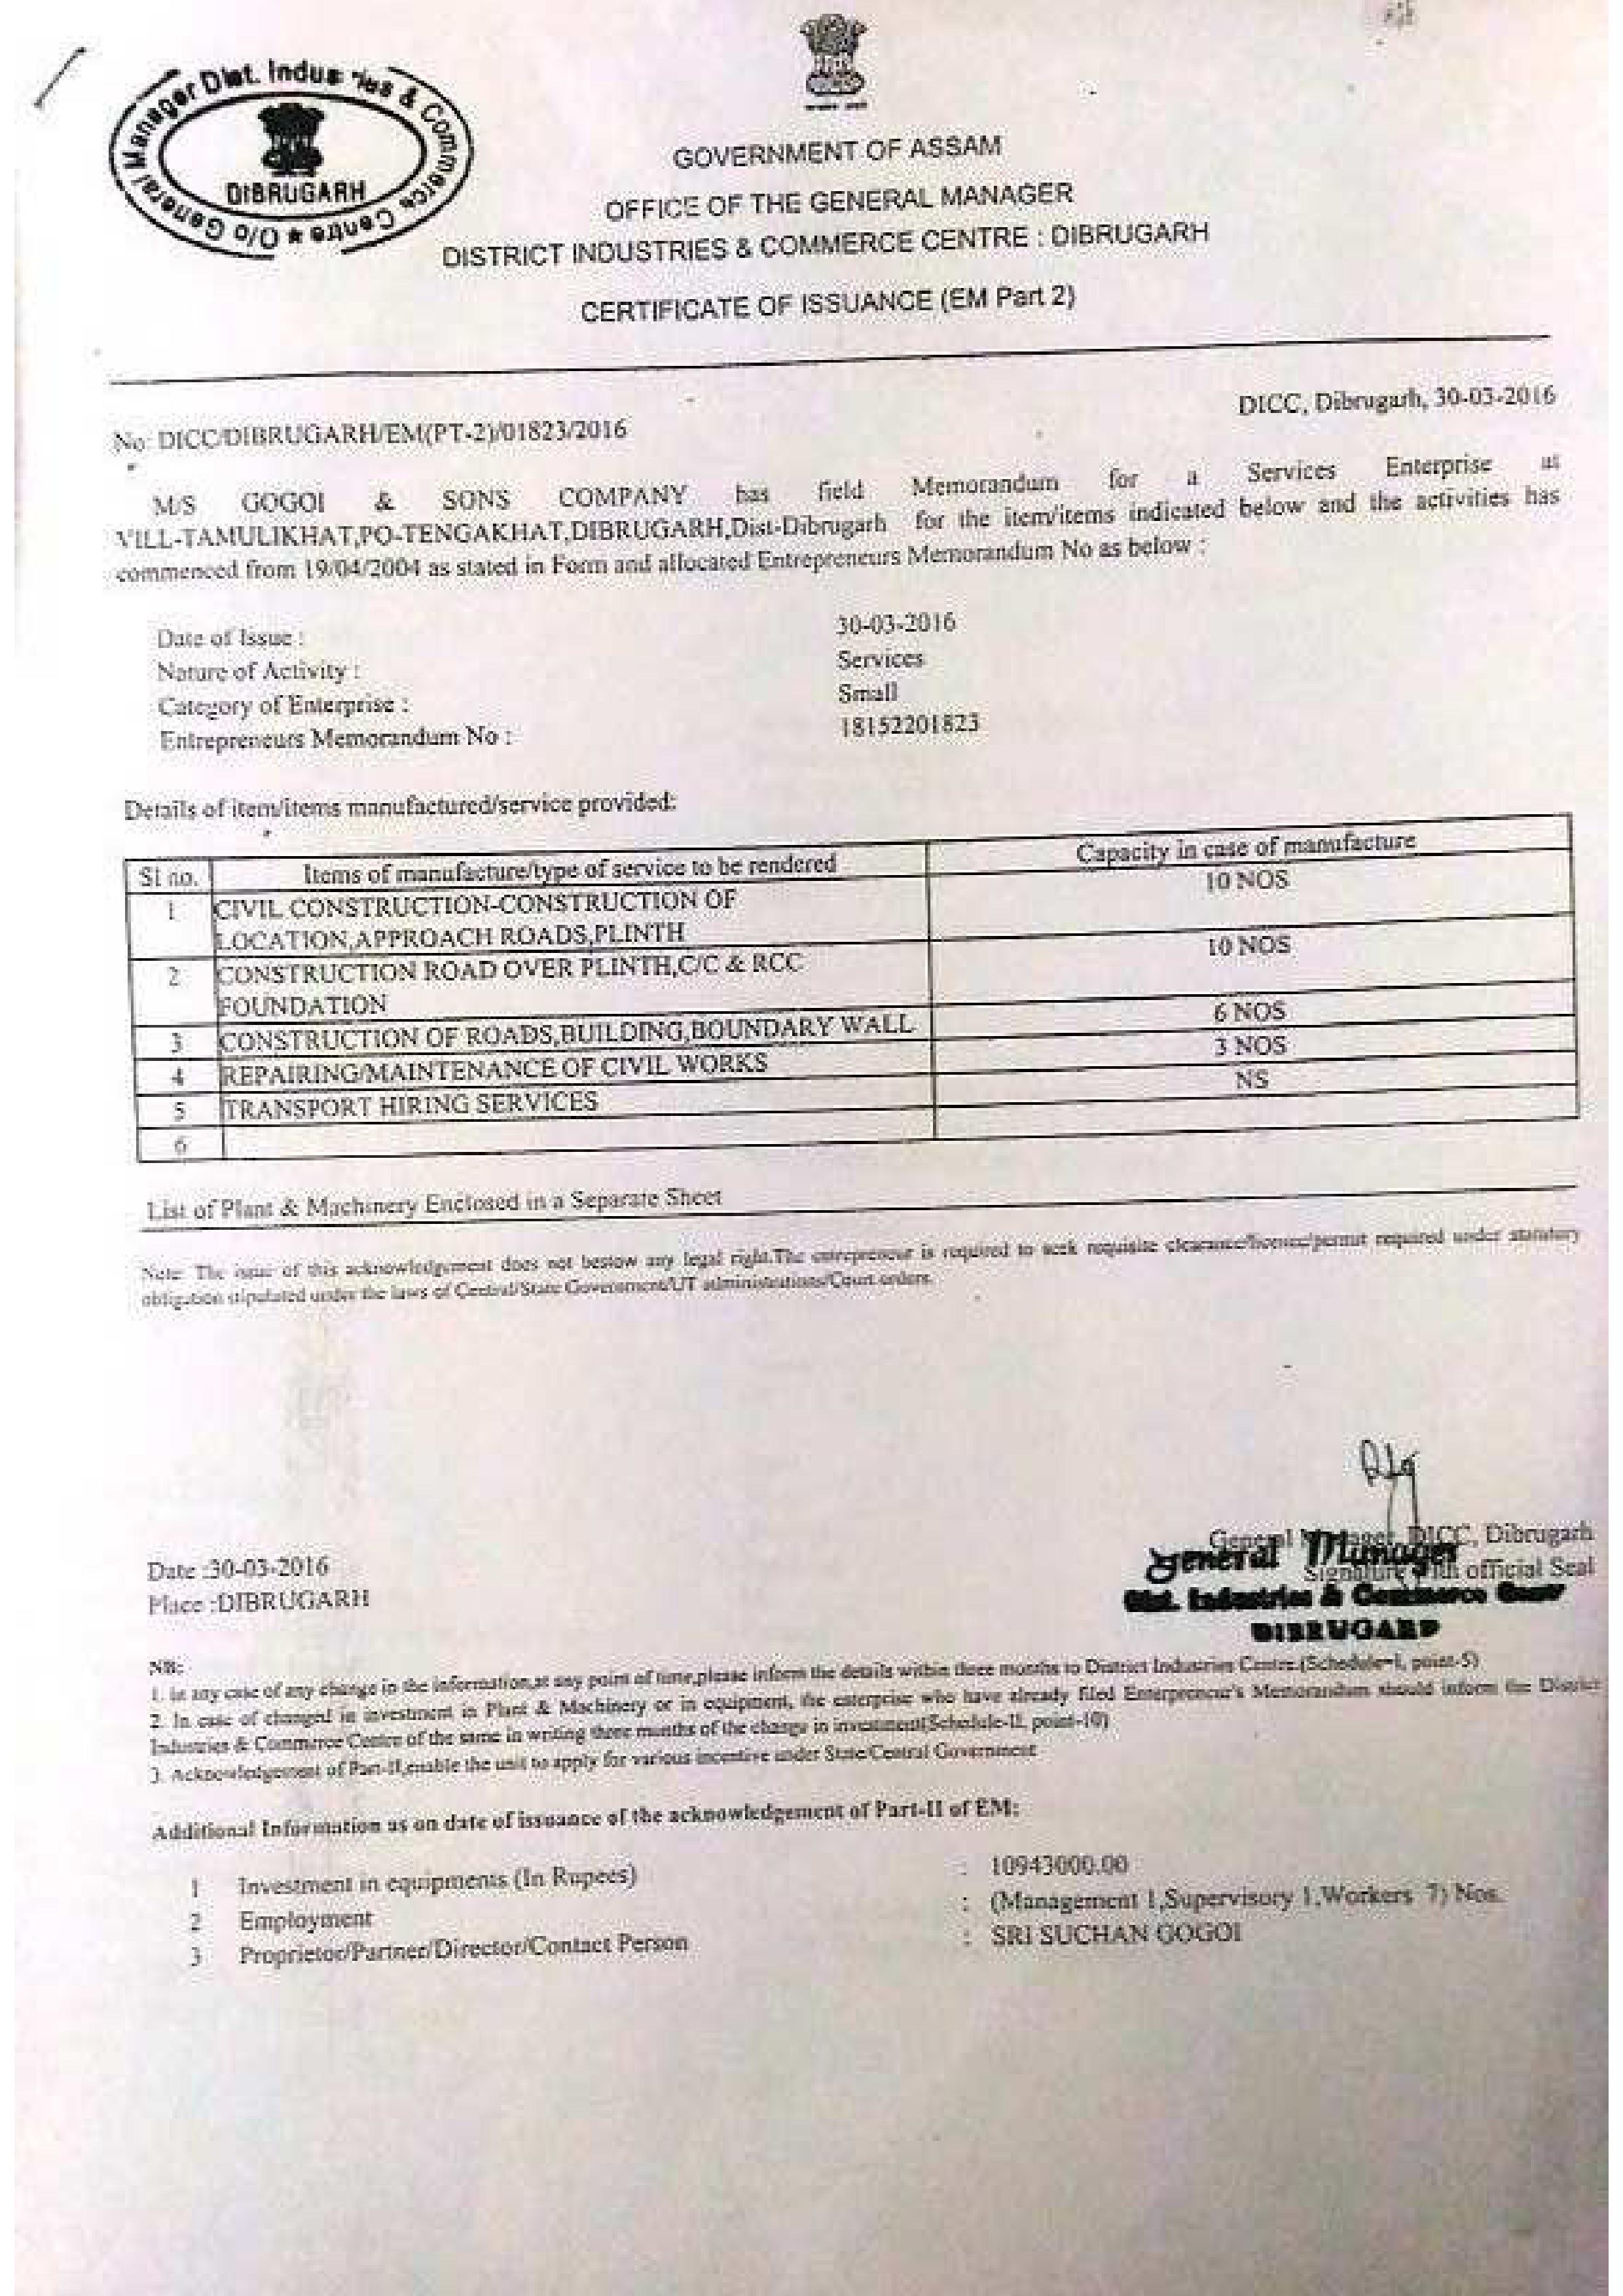 General Manager Dist. Industries & Commerce Centre ★ O/O
DIBRUGARH
GOVERNMENT OF ASSAM
OFFICE OF THE GENERAL MANAGER
DISTRICT INDUSTRIES & COMMERCE CENTRE : DIBRUGARH
CERTIFICATE OF ISSUANCE (EM Part 2)
DICC, Dibrugarh, 30-03-2016
No: DICC/DIBRUGARH/EM(PT-2)/01823/2016
M/S GOGOI & SONS COMPANY has field Memorandum for a Services Enterprise at
VILL-TAMULIKHAT,PO-TENGAKHAT,DIBRUGARH,Dist-Dibrugarh for the item/items indicated below and the activities has
commenced from 19/04/2004 as stated in Form and allocated Entrepreneurs Memorandum No as below :
Date of Issue : 30-03-2016
Nature of Activity : Services
Category of Enterprise : Small
Entrepreneurs Memorandum No : 18152201823
Details of item/items manufactured/service provided:
Sl no. Items of manufacture/type of service to be rendered Capacity in case of manufacture
1 CIVIL CONSTRUCTION-CONSTRUCTION OF 10 NOS
LOCATION,APPROACH ROADS,PLINTH
2 CONSTRUCTION ROAD OVER PLINTH,C/C & RCC 10 NOS
FOUNDATION
3 CONSTRUCTION OF ROADS,BUILDING,BOUNDARY WALL 6 NOS
4 REPAIRING/MAINTENANCE OF CIVIL WORKS 3 NOS
5 TRANSPORT HIRING SERVICES NS
6
List of Plant & Machinery Enclosed in a Separate Sheet
Note: The issue of this acknowledgement does not bestow any legal right.The entrepreneur is required to seek requisite clearance/licence/permit required under statutory
obligation stipulated under the laws of Central/State Government/UT administrations/Court orders.
General Manager, DICC, Dibrugarh
Signature with official Seal
General Manager
Dist. Industries & Commerce
DIBRUGARH
Date :30-03-2016
Place :DIBRUGARH
NB:
1. In any case of any change in the information,at any point of time,please inform the details within three months to District Industries Centre.(Schedule-I, point-5)
2. In case of changed in investment in Plant & Machinery or in equipment, the enterprise who have already filed Enterpreneur's Memorandum should inform the District
Industries & Commerce Centre of the same in writing three months of the change in investment(Schedule-II, point-10)
3. Acknowledgement of Part-II,enable the unit to apply for various incentive under State/Central Government
Additional Information as on date of issuance of the acknowledgement of Part-II of EM:
1 Investment in equipments (In Rupees) : 10943000.00
2 Employment : (Management 1,Supervisory 1,Workers 7) Nos.
3 Proprietor/Partner/Director/Contact Person : SRI SUCHAN GOGOI